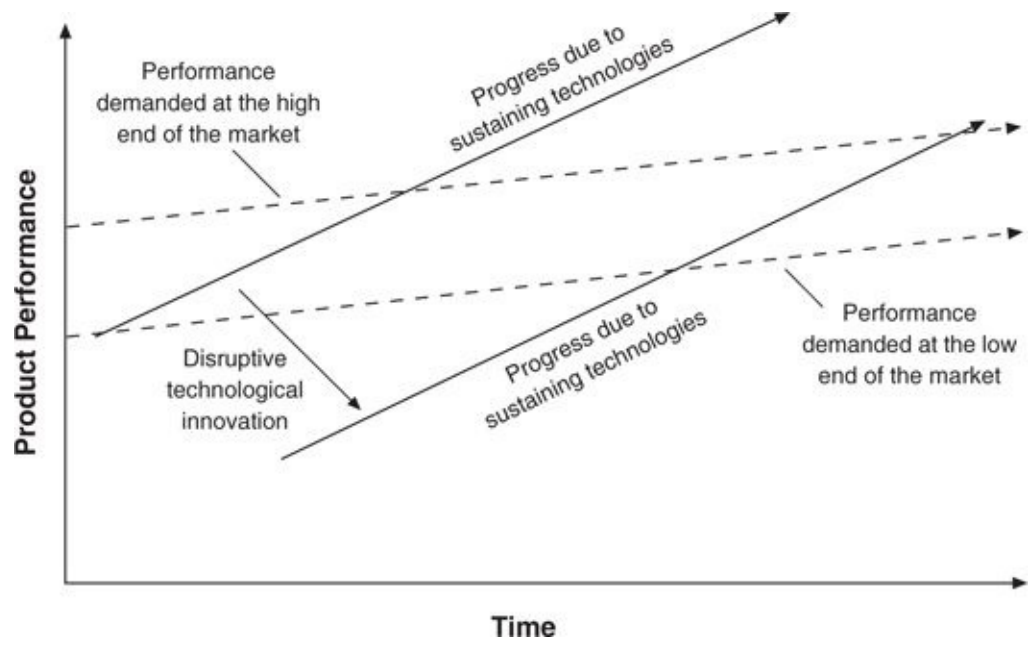 Performance
demanded at the high
end of the market
Progress due to
sustaining technologies
Product Performance
Disruptive
technological
innovation
Progress due to
sustaining technologies
Performance
demanded at the low
end of the market
Time